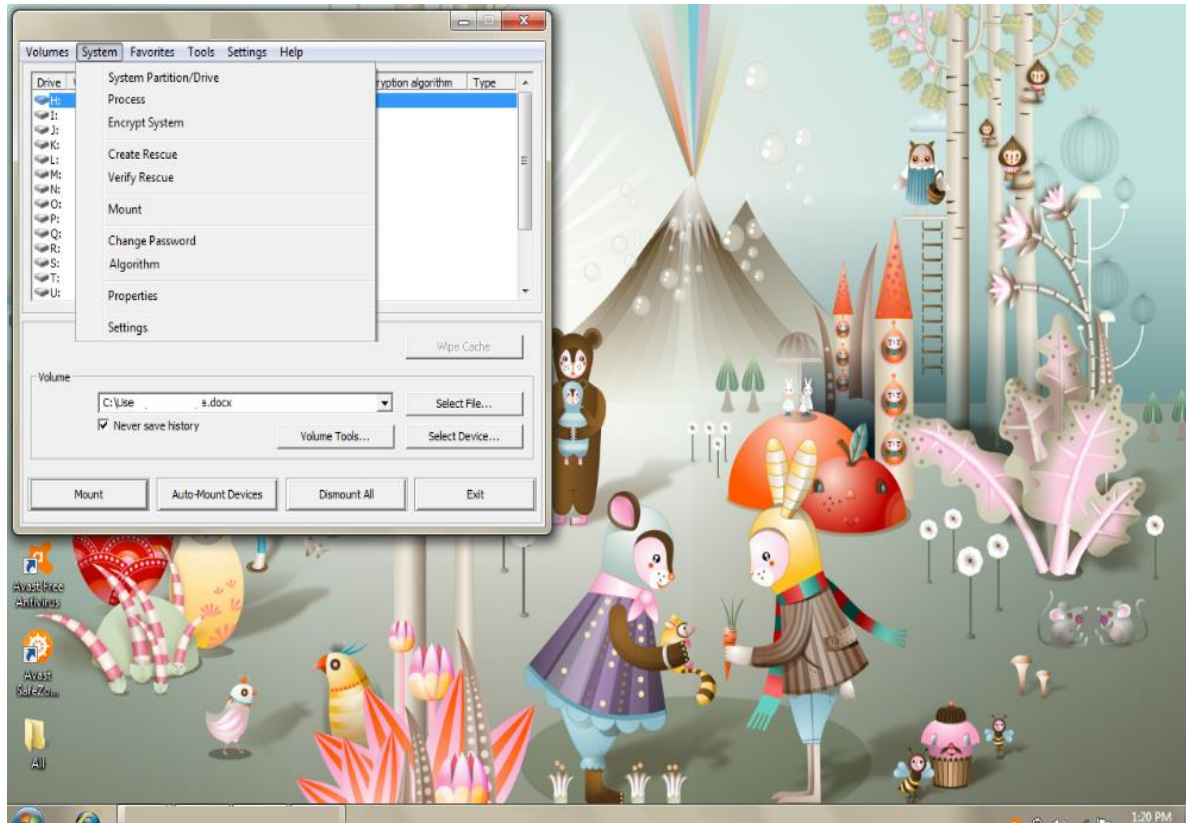 Volumes System Favorites Tools Settings Help
Drive ryption algorithm Type
H:
I:
J:
K:
L:
M:
N:
O:
P:
Q:
R:
S:
T:
U:
System Partition/Drive
Process
Encrypt System
Create Rescue
Verify Rescue
Mount
Change Password
Algorithm
Properties
Settings
Wipe Cache
Volume
C:\Use a.docx
Select File...
Never save history
Volume Tools...
Select Device...
Mount
Auto-Mount Devices
Dismount All
Exit
Avast Free
Antivirus
Avast
SafeZo...
All
1:20 PM